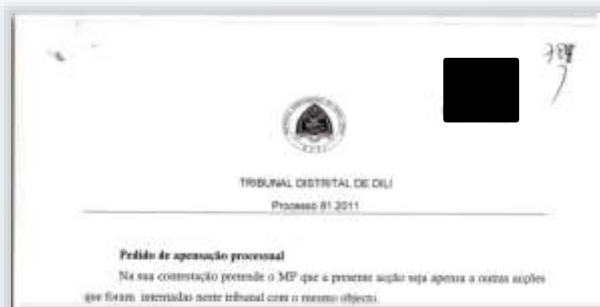 TRIBUNAL DISTRITAL DE DILI
Processo 81.2011
Pedido de apensação processual
Na sua contestação pretende o MP que a presente acção seja apensa a outras acções
que foram intentadas neste tribunal com o mesmo objecto.